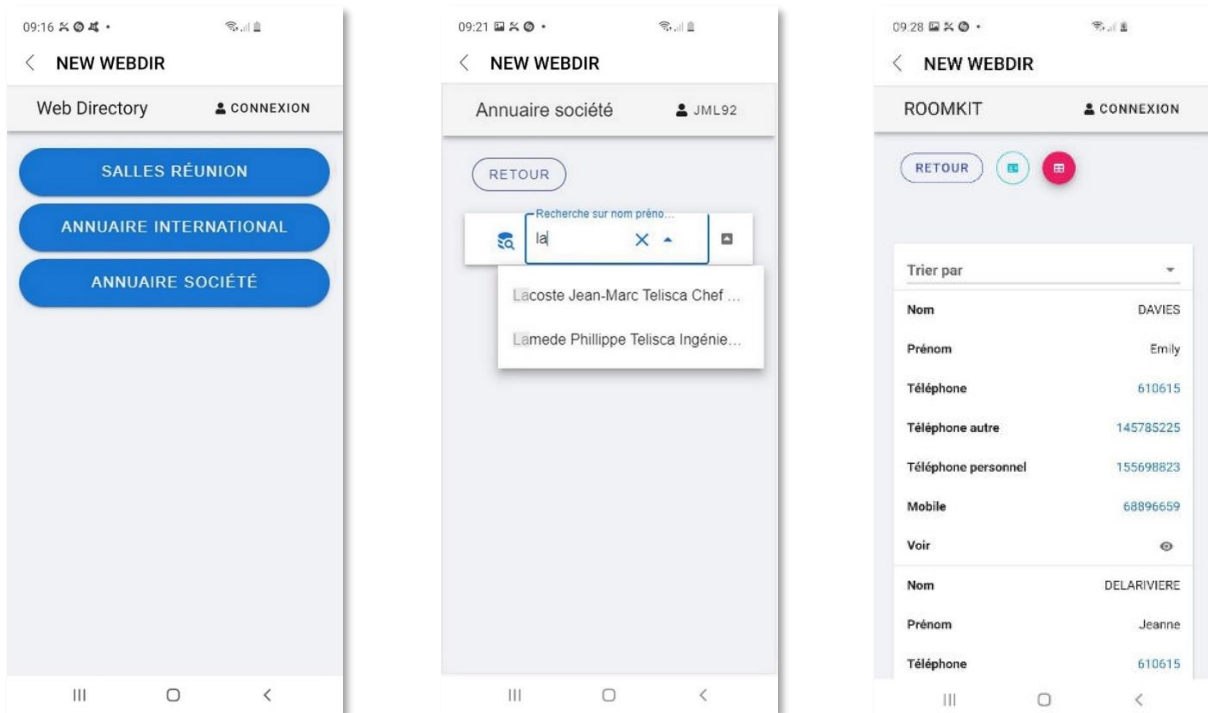 09:16
NEW WEBDIR
Web Directory
CONNEXION
SALLES RÉUNION
ANNUAIRE INTERNATIONAL
ANNUAIRE SOCIÉTÉ
09:21
NEW WEBDIR
Annuaire société
JML92
RETOUR
Recherche sur nom préno...
la
Lacoste Jean-Marc Telisca Chef ...
Lamede Phillippe Telisca Ingénie...
09:28
NEW WEBDIR
ROOMKIT
CONNEXION
RETOUR
Trier par
Nom DAVIES
Prénom Emily
Téléphone 610615
Téléphone autre 145785225
Téléphone personnel 155698823
Mobile 68896659
Voir
Nom DELARIVIERE
Prénom Jeanne
Téléphone 610615